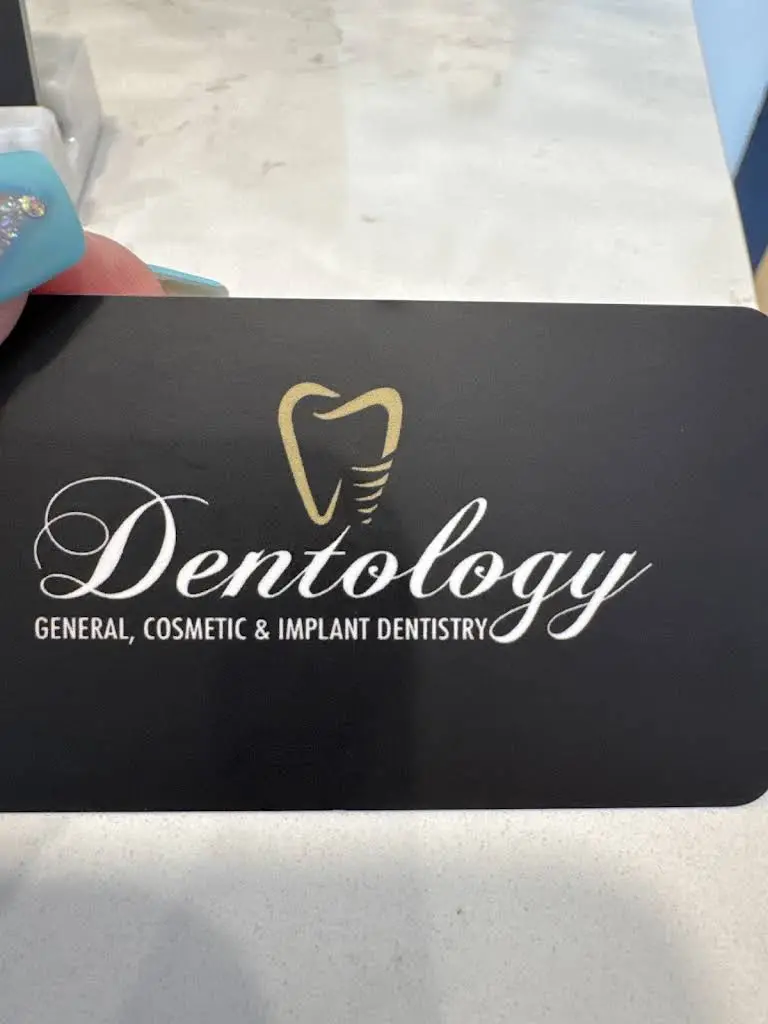 Dentology
GENERAL, COSMETIC & IMPLANT DENTISTRY